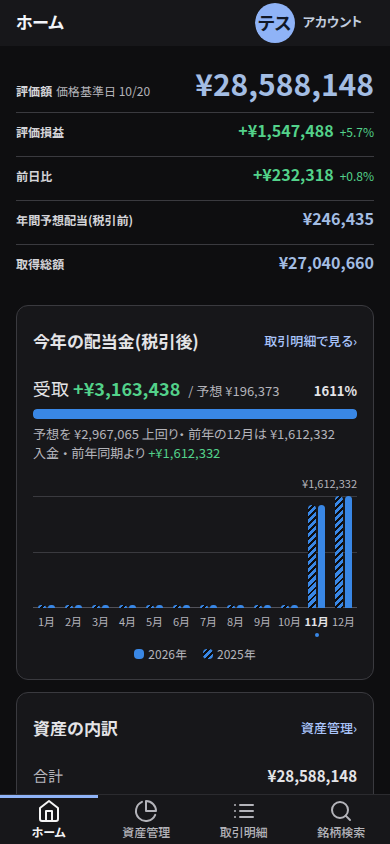 ホーム テス アカウント
評価額 価格基準日 10/20 ¥28,588,148
評価損益 +¥1,547,488 +5.7%
前日比 +¥232,318 +0.8%
年間予想配当(税引前) ¥246,435
取得総額 ¥27,040,660
今年の配当金(税引後) 取引明細で見る›
受取 +¥3,163,438 / 予想 ¥196,373 1611%
予想を ¥2,967,065 上回り・前年の12月は ¥1,612,332
入金・前年同期より +¥1,612,332
¥1,612,332
1月 2月 3月 4月 5月 6月 7月 8月 9月 10月 11月 12月
2026年 2025年
資産の内訳 資産管理›
合計 ¥28,588,148
ホーム 資産管理 取引明細 銘柄検索